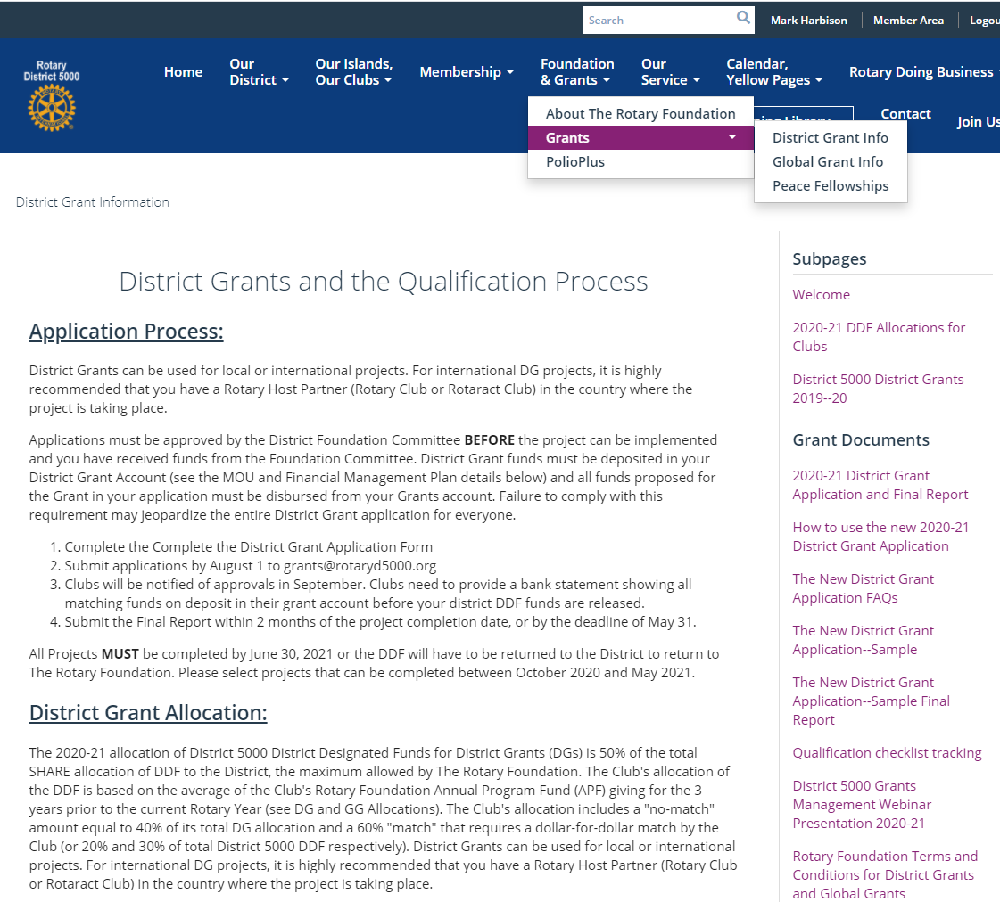 Search
Mark Harbison
Member Area
Rotary
District 5000
Home
Our
District
Our Islands,
Our Clubs
Membership
Foundation
& Grants
Our
Service
Calendar,
Yellow Pages
Rotary Doing Business
Contact
Join Us
About The Rotary Foundation
Grants
PolioPlus
District Grant Info
Global Grant Info
Peace Fellowships
District Grant Information
District Grants and the Qualification Process
Application Process:
District Grants can be used for local or international projects. For international DG projects, it is highly
recommended that you have a Rotary Host Partner (Rotary Club or Rotaract Club) in the country where the
project is taking place.
Applications must be approved by the District Foundation Committee BEFORE the project can be implemented
and you have received funds from the Foundation Committee. District Grant funds must be deposited in your
District Grant Account (see the MOU and Financial Management Plan details below) and all funds proposed for
the Grant in your application must be disbursed from your Grants account. Failure to comply with this
requirement may jeopardize the entire District Grant application for everyone.
1. Complete the Complete the District Grant Application Form
2. Submit applications by August 1 to grants@rotaryd5000.org
3. Clubs will be notified of approvals in September. Clubs need to provide a bank statement showing all
matching funds on deposit in their grant account before your district DDF funds are released.
4. Submit the Final Report within 2 months of the project completion date, or by the deadline of May 31.
All Projects MUST be completed by June 30, 2021 or the DDF will have to be returned to the District to return to
The Rotary Foundation. Please select projects that can be completed between October 2020 and May 2021.
District Grant Allocation:
The 2020-21 allocation of District 5000 District Designated Funds for District Grants (DGs) is 50% of the total
SHARE allocation of DDF to the District, the maximum allowed by The Rotary Foundation. The Club's allocation of
the DDF is based on the average of the Club's Rotary Foundation Annual Program Fund (APF) giving for the 3
years prior to the current Rotary Year (see DG and GG Allocations). The Club's allocation includes a "no-match"
amount equal to 40% of its total DG allocation and a 60% "match" that requires a dollar-for-dollar match by the
Club (or 20% and 30% of total District 5000 DDF respectively). District Grants can be used for local or international
projects. For international DG projects, it is highly recommended that you have a Rotary Host Partner (Rotary Club
or Rotaract Club) in the country where the project is taking place.
Subpages
Welcome
2020-21 DDF Allocations for
Clubs
District 5000 District Grants
2019--20
Grant Documents
2020-21 District Grant
Application and Final Report
How to use the new 2020-21
District Grant Application
The New District Grant
Application FAQs
The New District Grant
Application--Sample
The New District Grant
Application--Sample Final
Report
Qualification checklist tracking
District 5000 Grants
Management Webinar
Presentation 2020-21
Rotary Foundation Terms and
Conditions for District Grants
and Global Grants